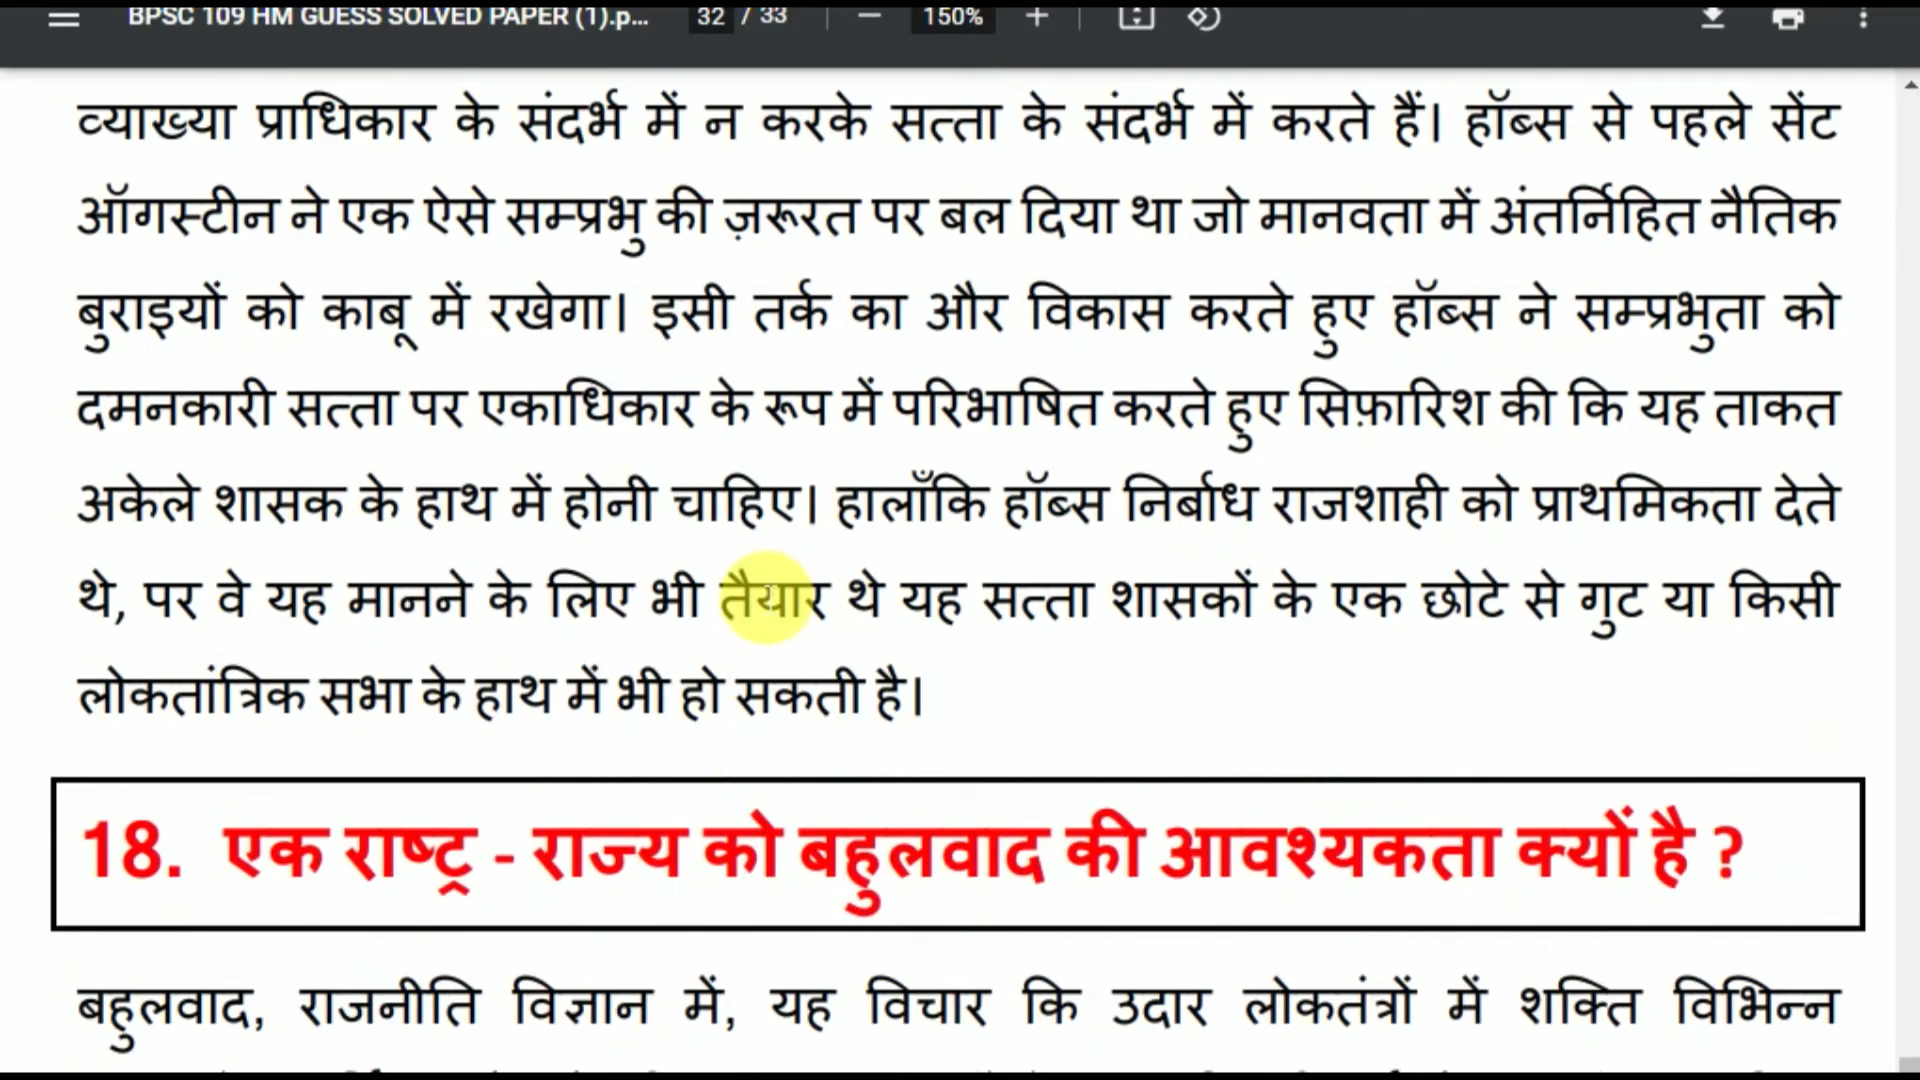 BPSC 109 HM GUESS SOLVED PAPER (1).p... 32 / 33 150%
व्याख्या प्राधिकार के संदर्भ में न करके सत्ता के संदर्भ में करते हैं। हॉब्स से पहले सेंट
ऑगस्टीन ने एक ऐसे सम्प्रभु की ज़रूरत पर बल दिया था जो मानवता में अंतर्निहित नैतिक
बुराइयों को काबू में रखेगा। इसी तर्क का और विकास करते हुए हॉब्स ने सम्प्रभुता को
दमनकारी सत्ता पर एकाधिकार के रूप में परिभाषित करते हुए सिफ़ारिश की कि यह ताकत
अकेले शासक के हाथ में होनी चाहिए। हालाँकि हॉब्स निर्बाध राजशाही को प्राथमिकता देते
थे, पर वे यह मानने के लिए भी तैयार थे यह सत्ता शासकों के एक छोटे से गुट या किसी
लोकतांत्रिक सभा के हाथ में भी हो सकती है।
18. एक राष्ट्र - राज्य को बहुलवाद की आवश्यकता क्यों है ?
बहुलवाद, राजनीति विज्ञान में, यह विचार कि उदार लोकतंत्रों में शक्ति विभिन्न